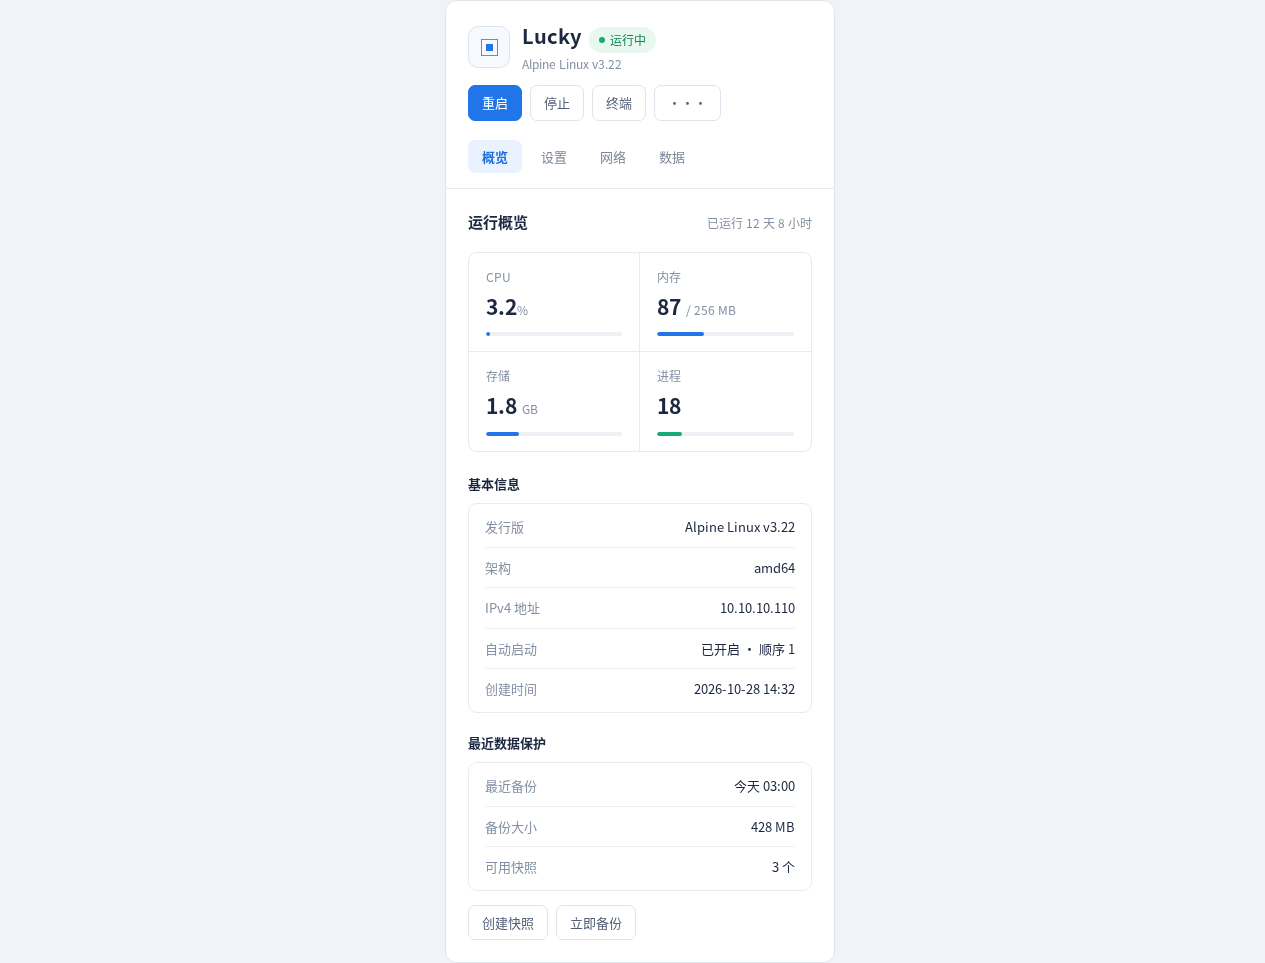 Lucky 运行中
Alpine Linux v3.22
重启 停止 终端 ···
概览 设置 网络 数据
运行概览 已运行 12 天 8 小时
CPU 内存
3.2% 87 / 256 MB
存储 进程
1.8 GB 18
基本信息
发行版 Alpine Linux v3.22
架构 amd64
IPv4 地址 10.10.10.110
自动启动 已开启 · 顺序 1
创建时间 2026-10-28 14:32
最近数据保护
最近备份 今天 03:00
备份大小 428 MB
可用快照 3 个
创建快照 立即备份